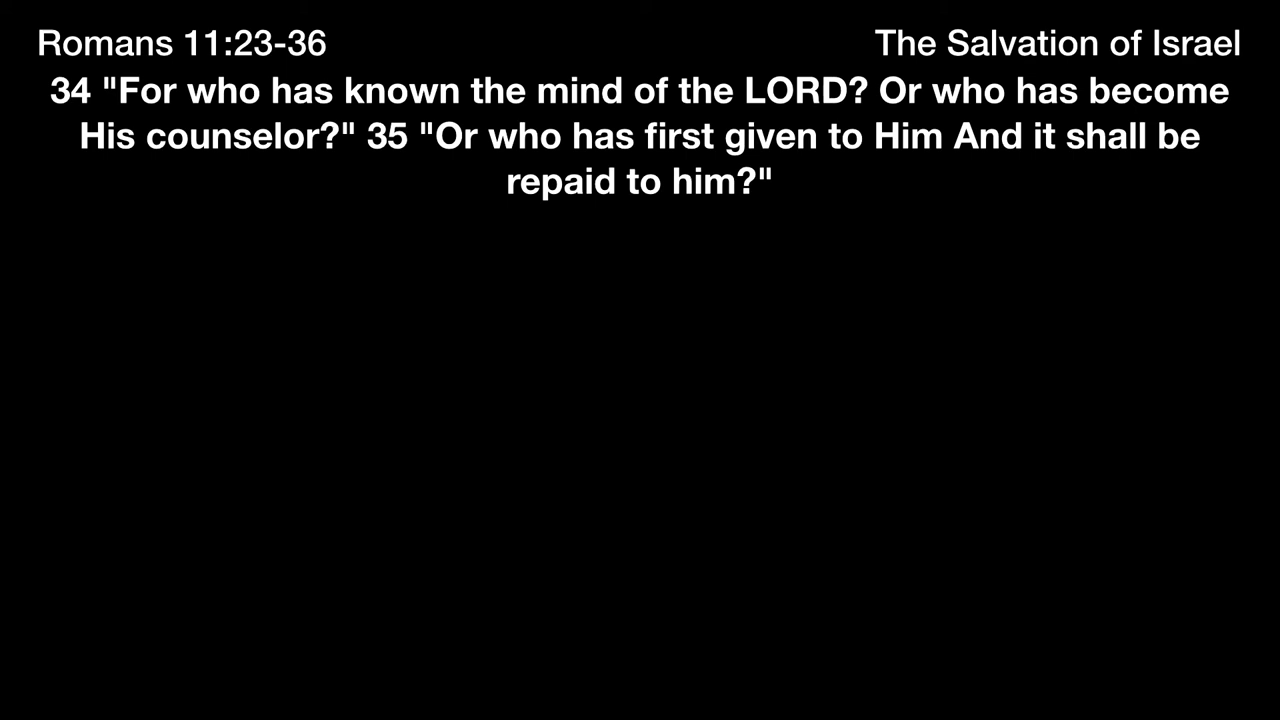 Romans 11:23-36
The Salvation of Israel
34 "For who has known the mind of the LORD? Or who has become
His counselor?" 35 "Or who has first given to Him And it shall be
repaid to him?"